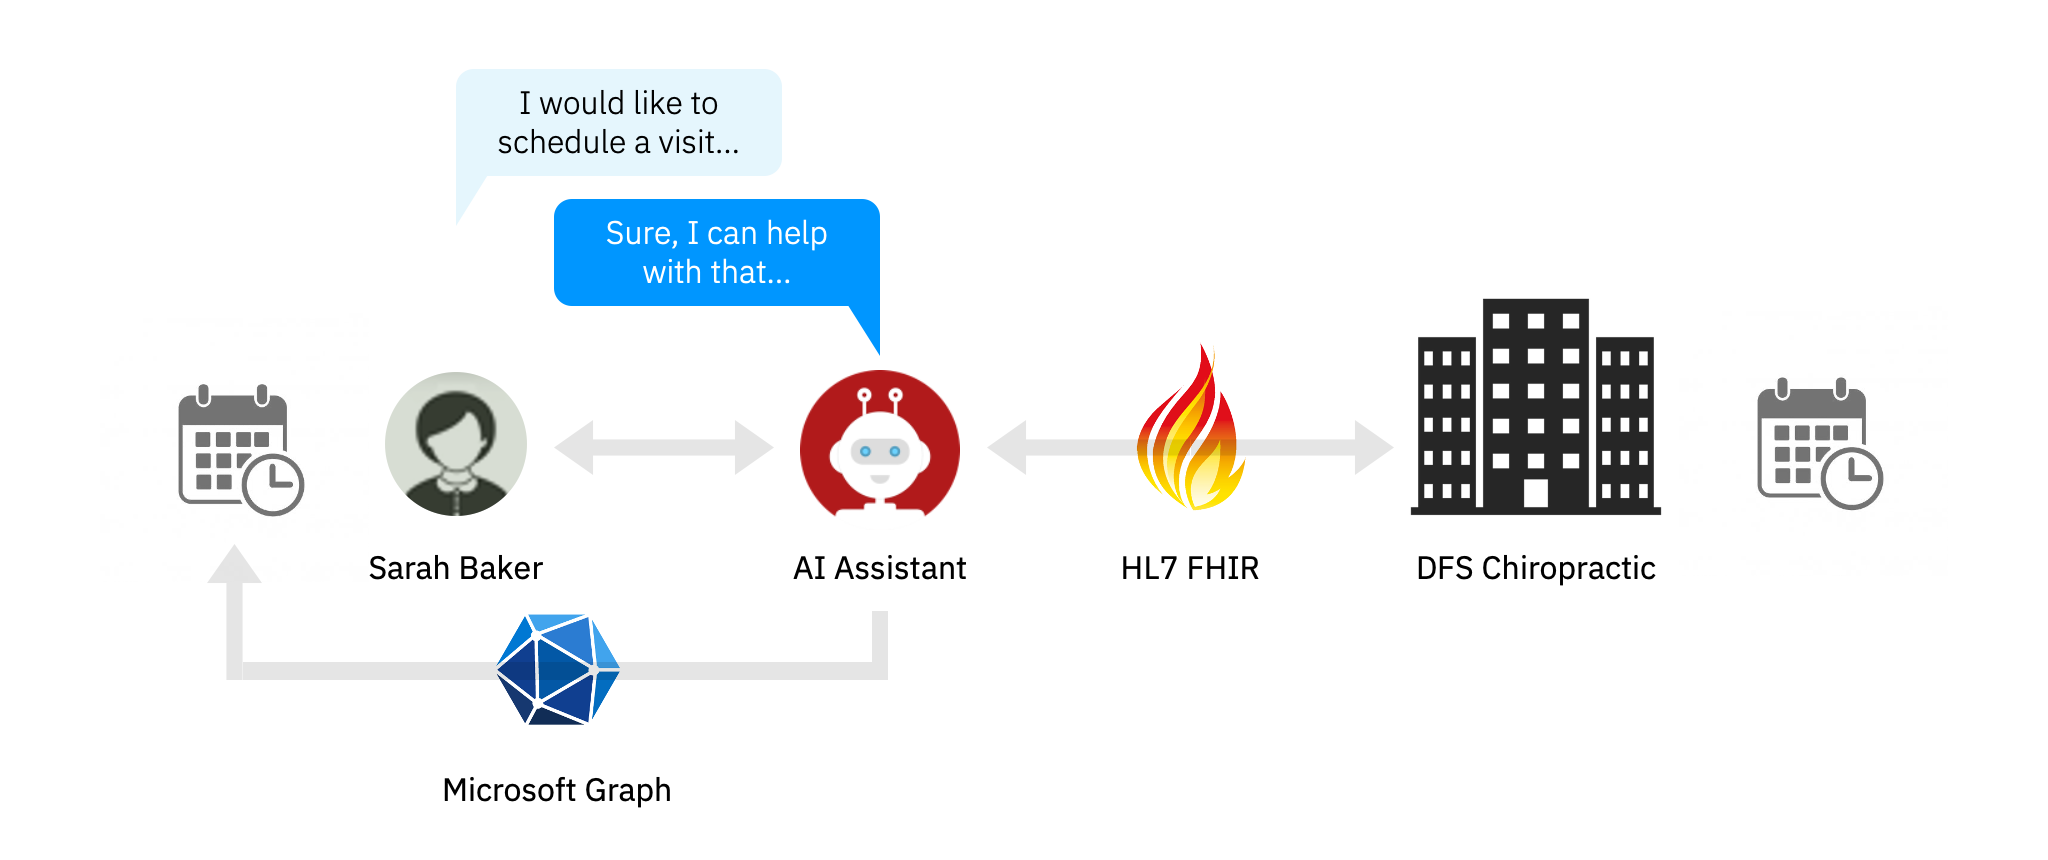 I would like to
schedule a visit...
Sure, I can help
with that...
Sarah Baker
AI Assistant
HL7 FHIR
DFS Chiropractic
Microsoft Graph